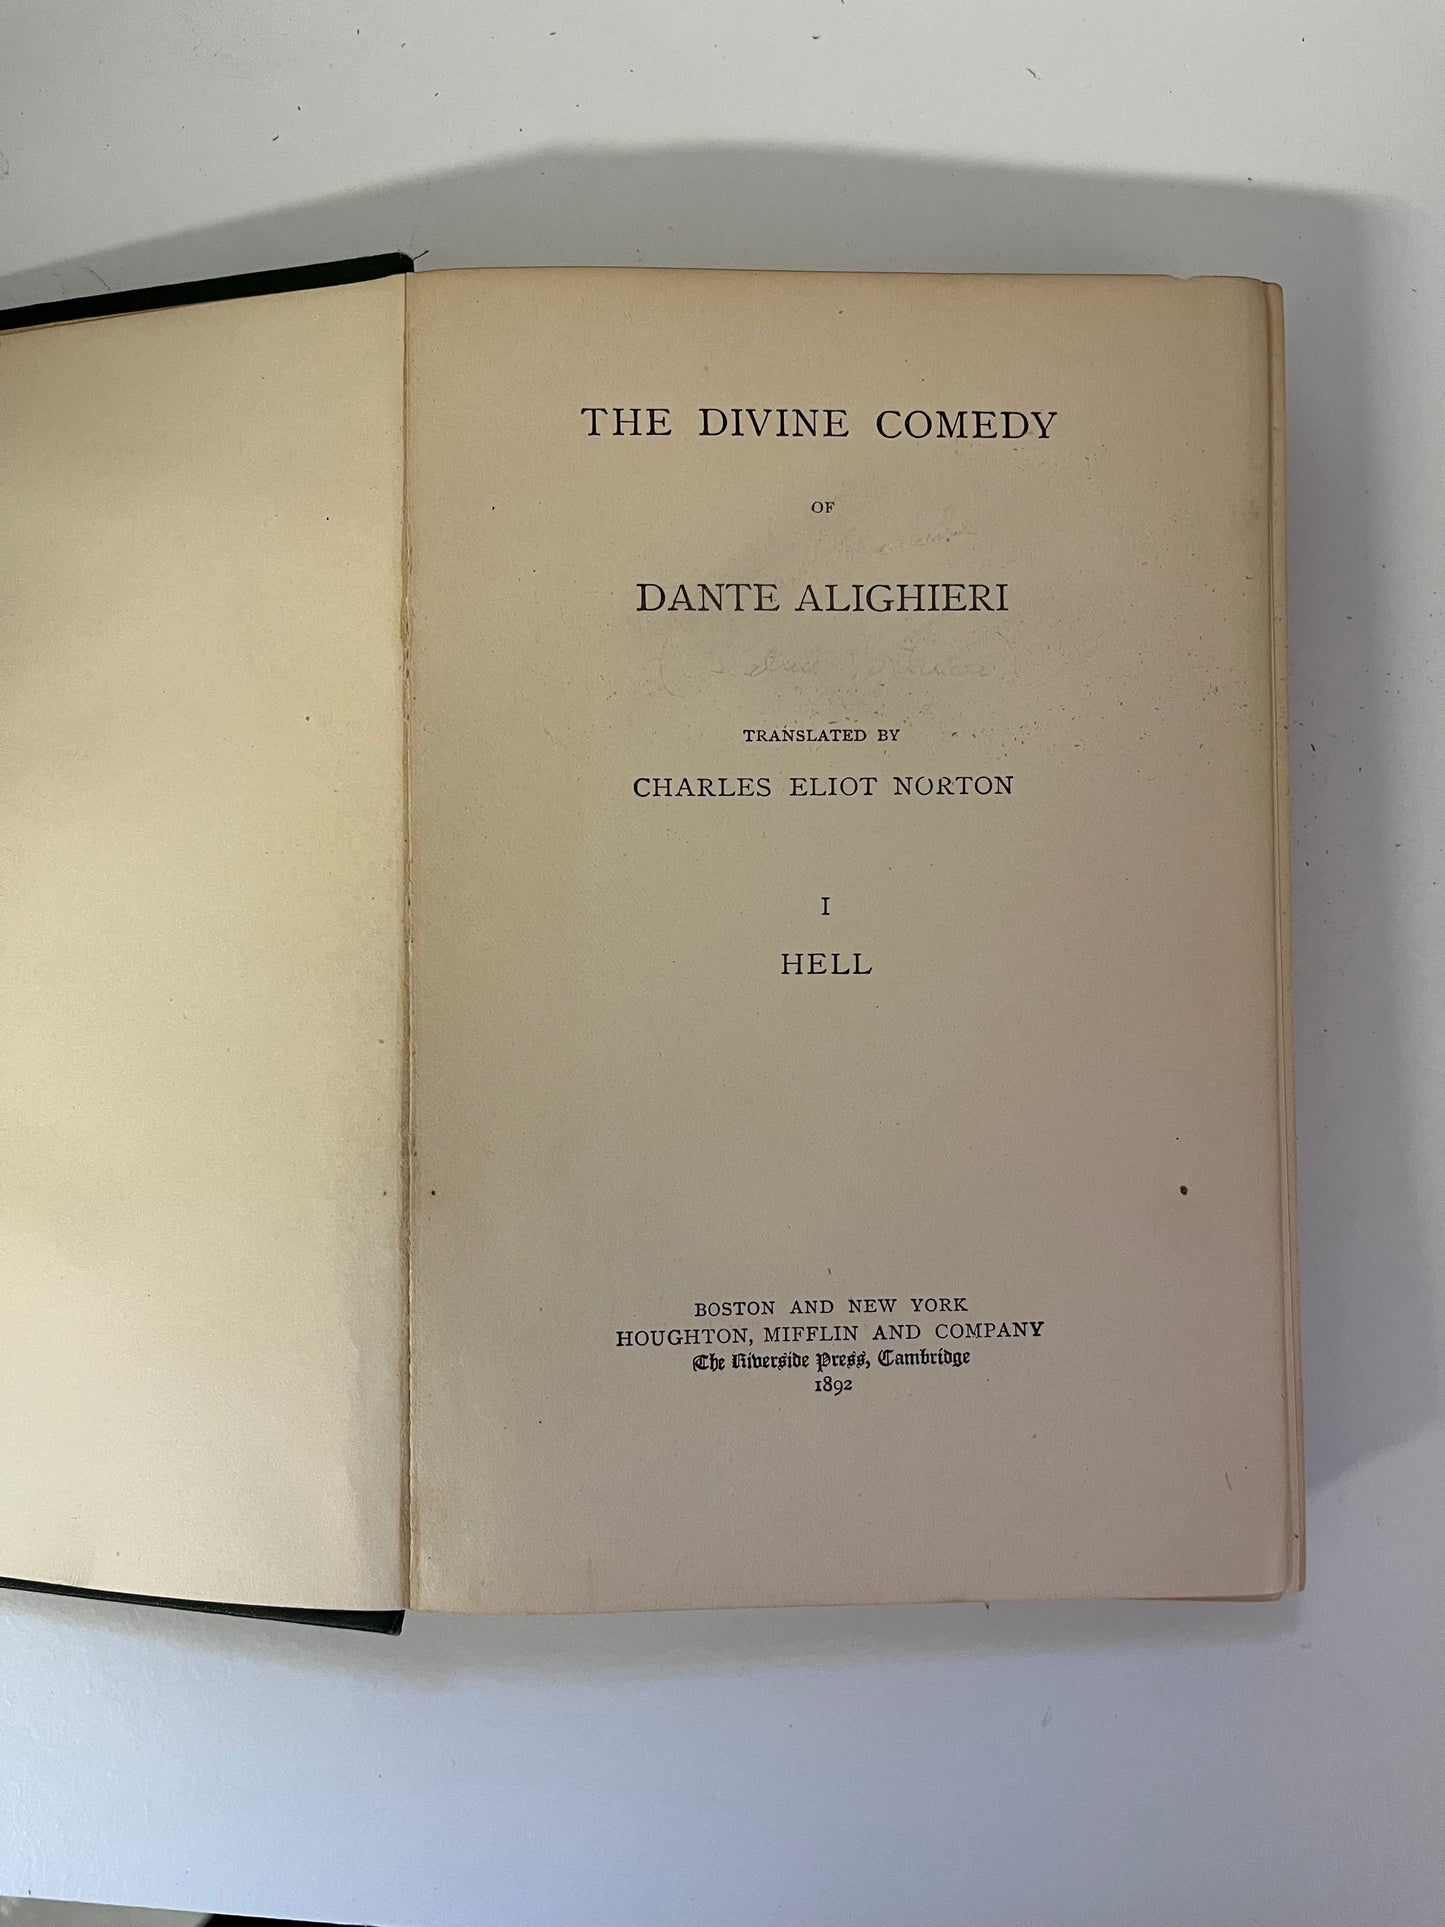 THE DIVINE COMEDY
OF
DANTE ALIGHIERI
TRANSLATED BY
CHARLES ELIOT NORTON
I
HELL
BOSTON AND NEW YORK
HOUGHTON, MIFFLIN AND COMPANY
The Riverside Press, Cambridge
1892